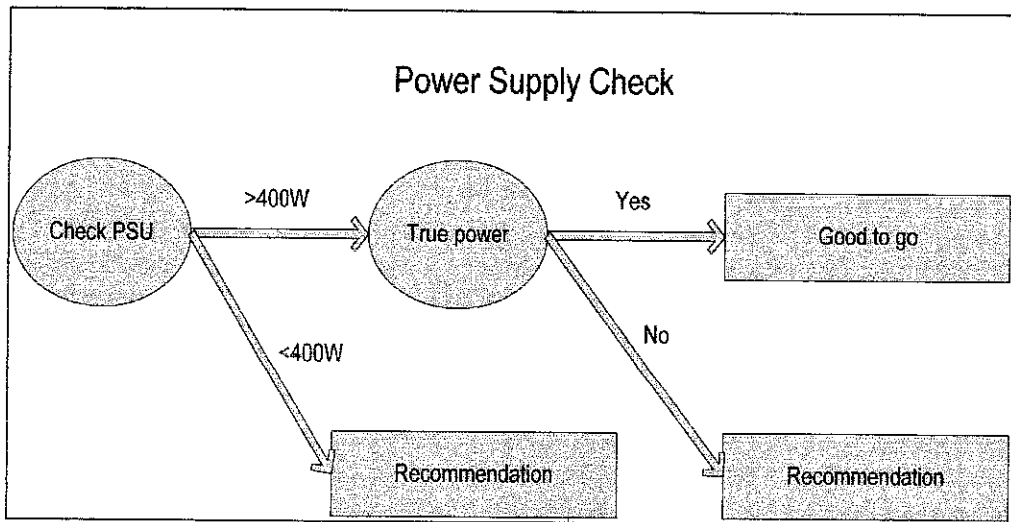 Power Supply Check
Check PSU
>400W
True power
Yes
Good to go
<400W
No
Recommendation
Recommendation